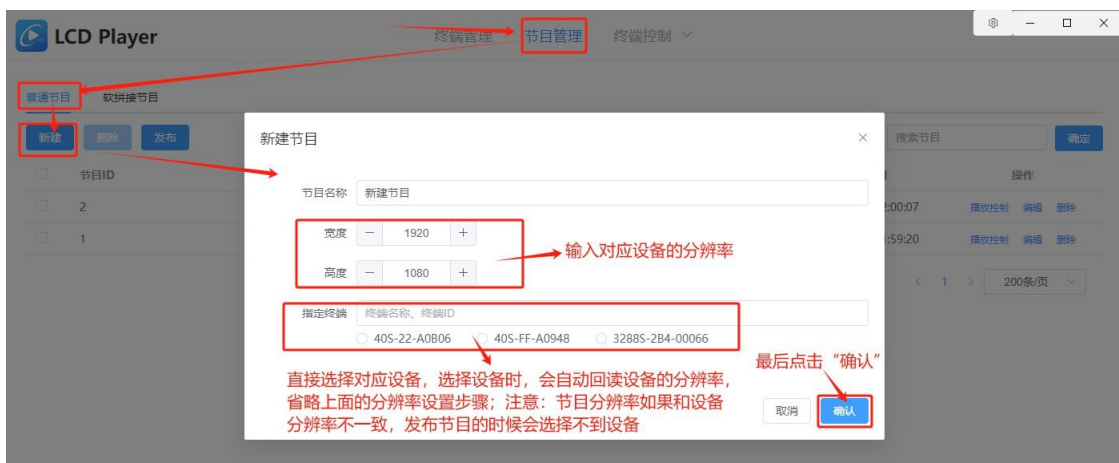 LCD Player
终端管理 节目管理 终端控制
普通节目 软拼接节目
新建 删除 发布 搜索节目 确定
节目ID 操作
2 :00:07 播放控制 编辑 删除
1 :59:20 播放控制 编辑 删除
1 200条/页
新建节目
节目名称 新建节目
宽度 1920
高度 1080
输入对应设备的分辨率
指定终端 终端名称、终端ID
40S-22-A0B06 40S-FF-A0948 3288S-2B4-00066
直接选择对应设备，选择设备时，会自动回读设备的分辨率，
省略上面的分辨率设置步骤；注意：节目分辨率如果和设备
分辨率不一致，发布节目的时候会选择不到设备
最后点击“确认”
取消 确认